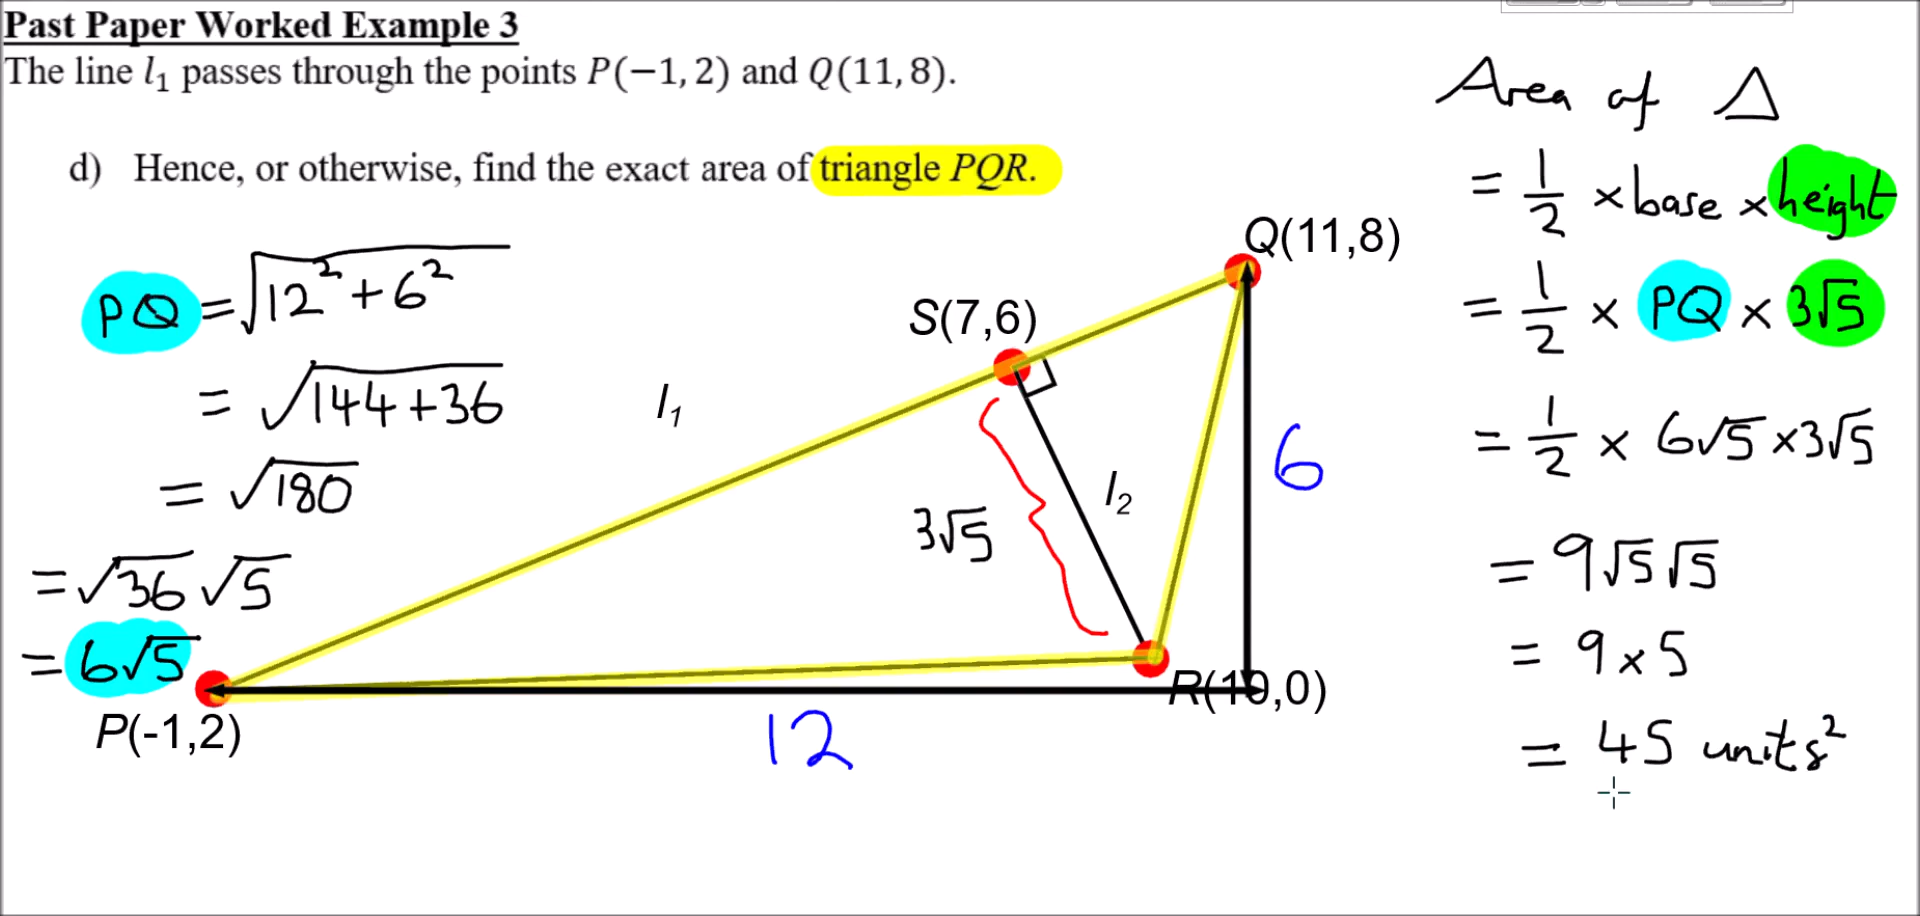 Past Paper Worked Example 3
The line l₁ passes through the points P(−1, 2) and Q(11, 8).
d) Hence, or otherwise, find the exact area of triangle PQR.
PQ = √12² + 6²
= √144+36
= √180
= √36 √5
= 6√5
P(-1,2)
l₁
S(7,6)
Q(11,8)
3√5
l₂
6
R(10,0)
12
Area of △
= 1/2 × base × height
= 1/2 × PQ × 3√5
= 1/2 × 6√5 × 3√5
= 9√5√5
= 9 × 5
= 45 units²